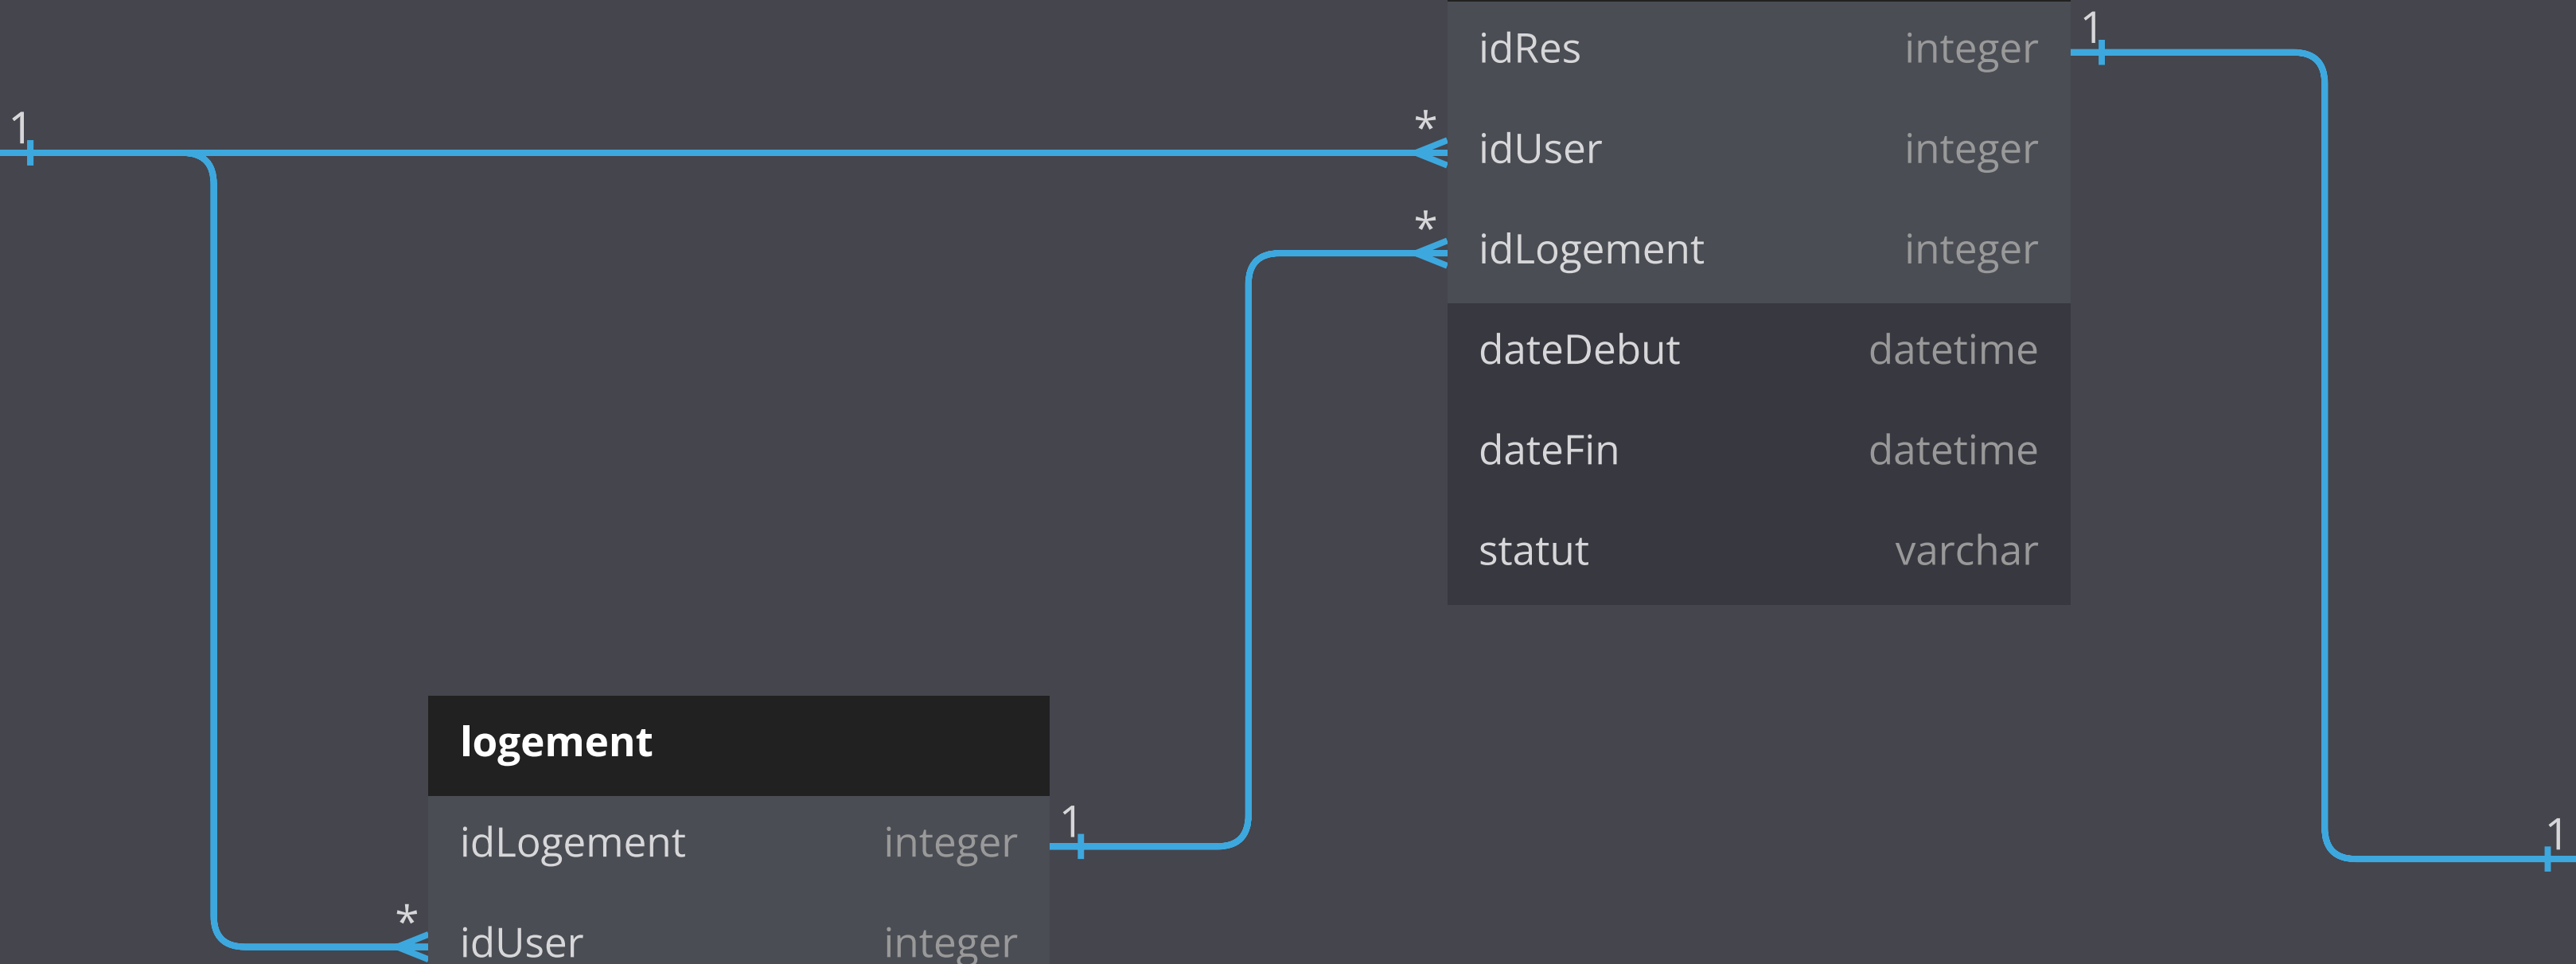 1
idRes integer
1
1
*
idUser integer
*
idLogement integer
dateDebut datetime
dateFin datetime
statut varchar
logement
idLogement integer
1
1
*
idUser integer